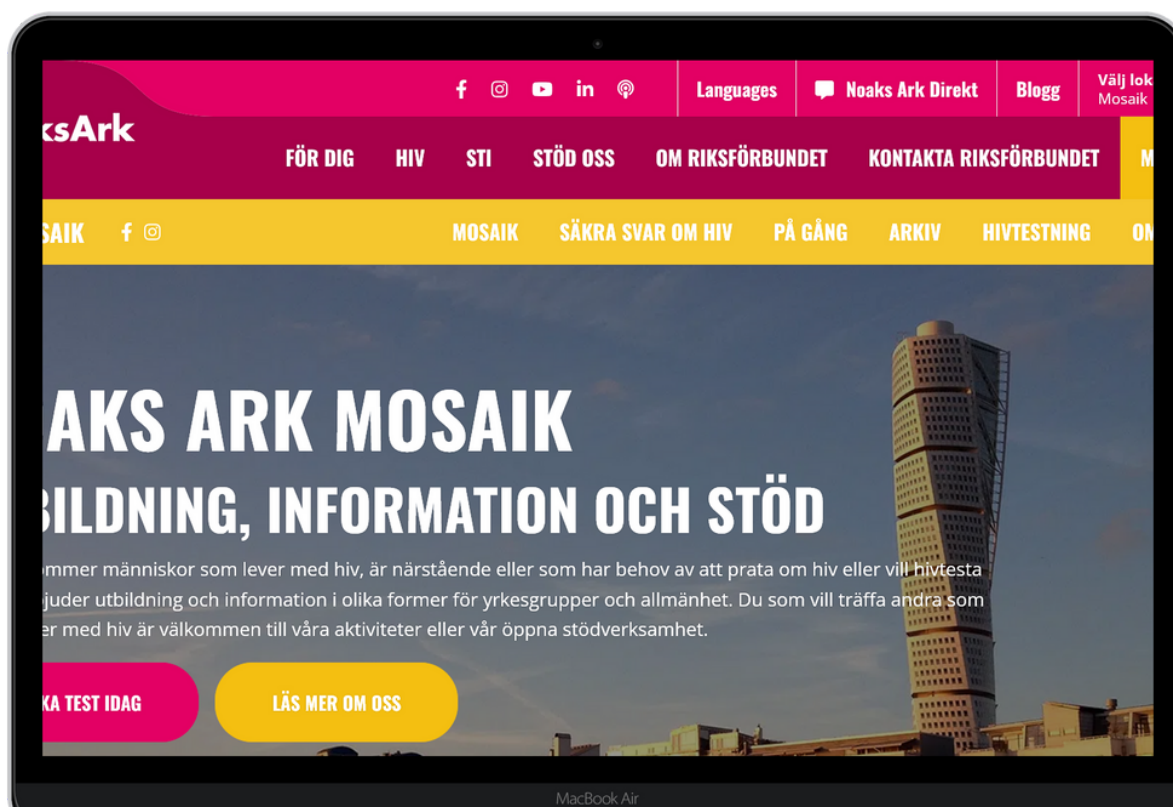 Languages
Noaks Ark Direkt
Blogg
Välj lok
Mosaik
ksArk
FÖR DIG
HIV
STI
STÖD OSS
OM RIKSFÖRBUNDET
KONTAKTA RIKSFÖRBUNDET
M
SAIK
MOSAIK
SÄKRA SVAR OM HIV
PÅ GÅNG
ARKIV
HIVTESTNING
OM
AKS ARK MOSAIK
BILDNING, INFORMATION OCH STÖD
ommer människor som lever med hiv, är närstående eller som har behov av att prata om hiv eller vill hivtesta
juder utbildning och information i olika former för yrkesgrupper och allmänhet. Du som vill träffa andra som
er med hiv är välkommen till våra aktiviteter eller vår öppna stödverksamhet.
KA TEST IDAG
LÄS MER OM OSS
MacBook Air